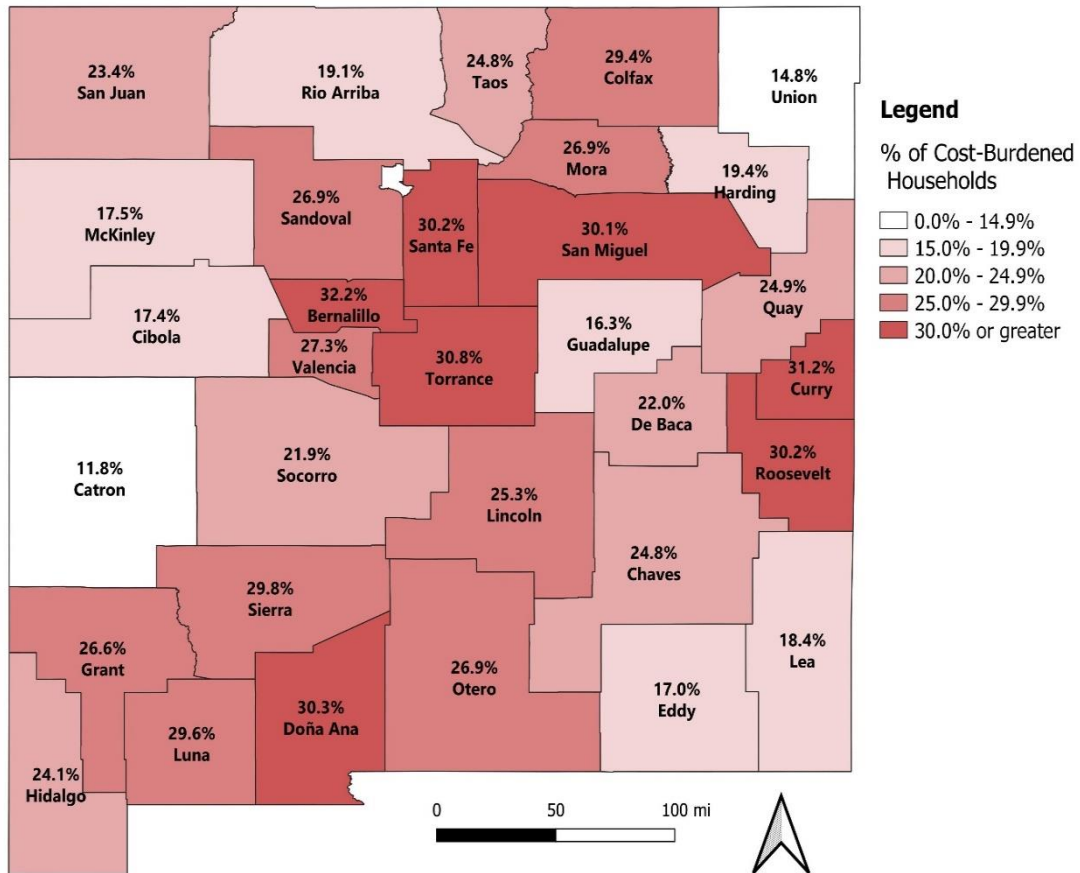 23.4%
San Juan
19.1%
Rio Arriba
24.8%
Taos
29.4%
Colfax
14.8%
Union
26.9%
Mora
19.4%
Harding
17.5%
McKinley
26.9%
Sandoval
30.2%
Santa Fe
30.1%
San Miguel
24.9%
Quay
17.4%
Cibola
32.2%
Bernalillo
27.3%
Valencia
30.8%
Torrance
16.3%
Guadalupe
31.2%
Curry
22.0%
De Baca
30.2%
Roosevelt
11.8%
Catron
21.9%
Socorro
25.3%
Lincoln
24.8%
Chaves
29.8%
Sierra
26.6%
Grant
26.9%
Otero
18.4%
Lea
17.0%
Eddy
30.3%
Doña Ana
29.6%
Luna
24.1%
Hidalgo
Legend
% of Cost-Burdened
Households
0.0% - 14.9%
15.0% - 19.9%
20.0% - 24.9%
25.0% - 29.9%
30.0% or greater
0 50 100 mi